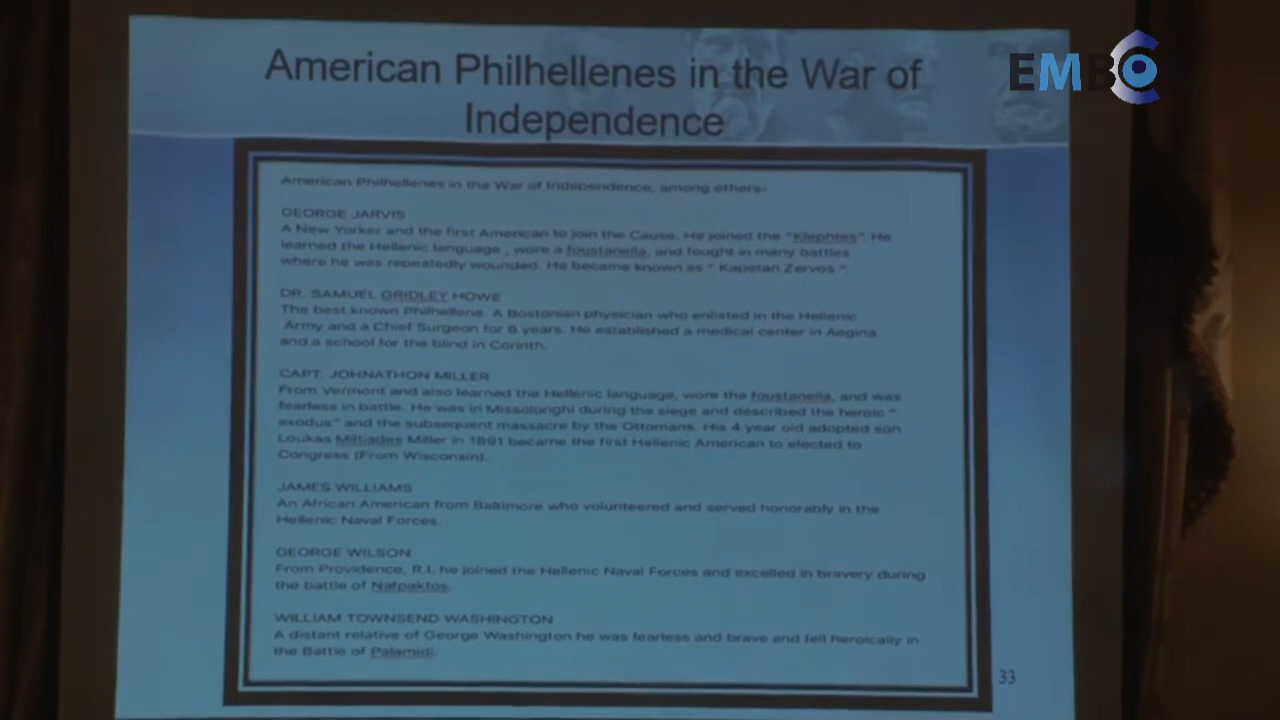 American Philhellenes in the War of
Independence
EMBC
American Philhellenes in the War of Independence, among others-
GEORGE JARVIS
A New Yorker and the first American to join the Cause. He joined the "Klephtes". He
learned the Hellenic language , wore a foustanella, and fought in many battles
where he was repeatedly wounded. He became known as " Kapetan Zervos ".
DR. SAMUEL GRIDLEY HOWE
The best known Philhellene. A Bostonian physician who enlisted in the Hellenic
Army and a Chief Surgeon for 6 years. He established a medical center in Aegina
and a school for the blind in Corinth.
CAPT. JOHNATHON MILLER
From Vermont and also learned the Hellenic language, wore the foustanella, and was
fearless in battle. He was in Missolonghi during the siege and described the heroic "
exodus" and the subsequent massacre by the Ottomans. His 4 year old adopted son
Loukas Miltiades Miller in 1891 became the first Hellenic American to elected to
Congress (From Wisconsin).
JAMES WILLIAMS
An African American from Baltimore who volunteered and served honorably in the
Hellenic Naval Forces.
GEORGE WILSON
From Providence, R.I. he joined the Hellenic Naval Forces and excelled in bravery during
the battle of Nafpaktos.
WILLIAM TOWNSEND WASHINGTON
A distant relative of George Washington he was fearless and brave and fell heroically in
the Battle of Palamidi.
33